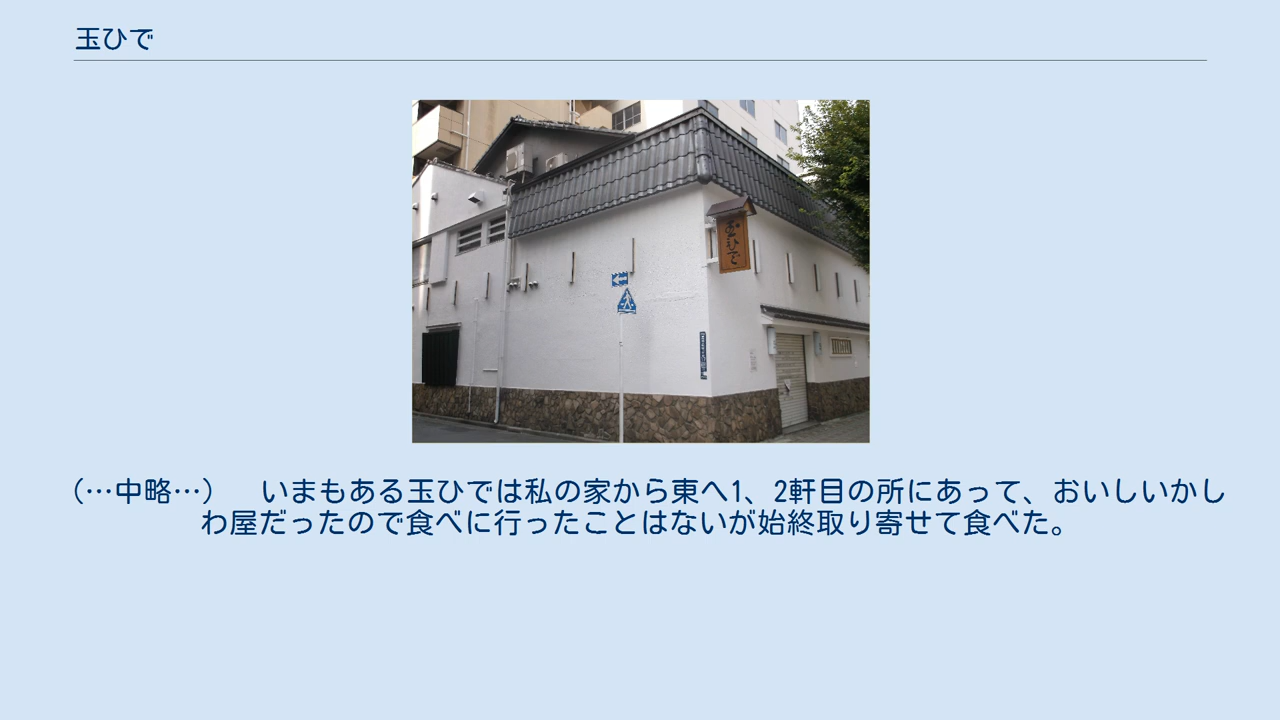 玉ひで
玉ひで
(…中略…)　いまもある玉ひでは私の家から東へ1、2軒目の所にあって、おいしいかし
わ屋だったので食べに行ったことはないが始終取り寄せて食べた。